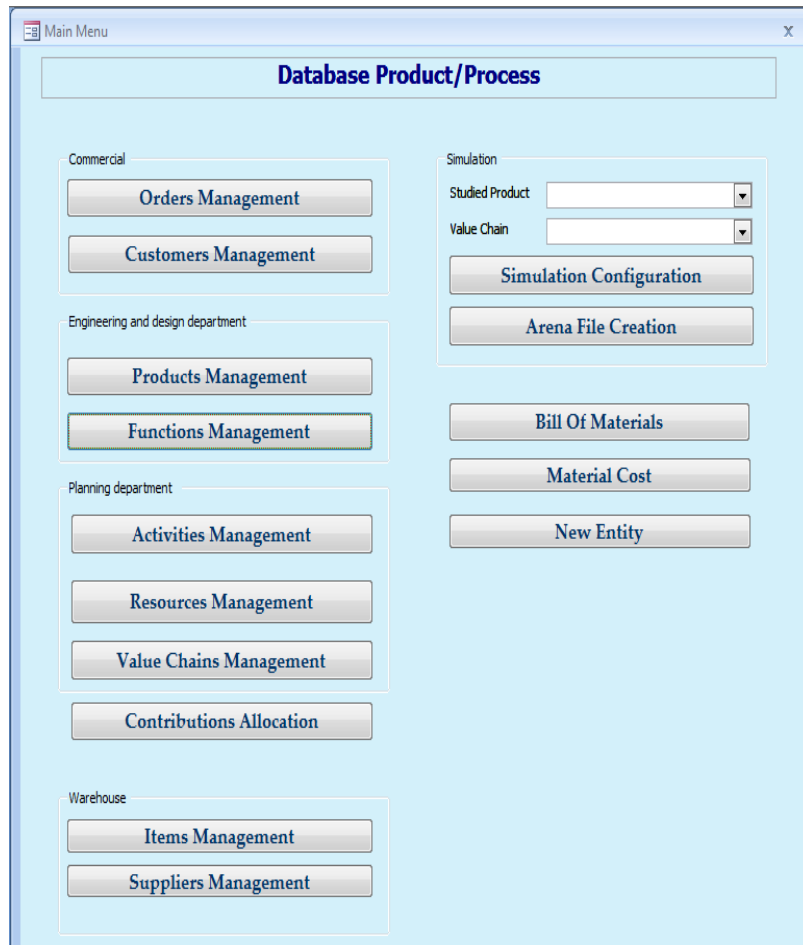 Main Menu
x
Database Product/Process
Commercial
Orders Management
Customers Management
Engineering and design department
Products Management
Functions Management
Planning department
Activities Management
Resources Management
Value Chains Management
Contributions Allocation
Warehouse
Items Management
Suppliers Management
Simulation
Studied Product
Value Chain
Simulation Configuration
Arena File Creation
Bill Of Materials
Material Cost
New Entity